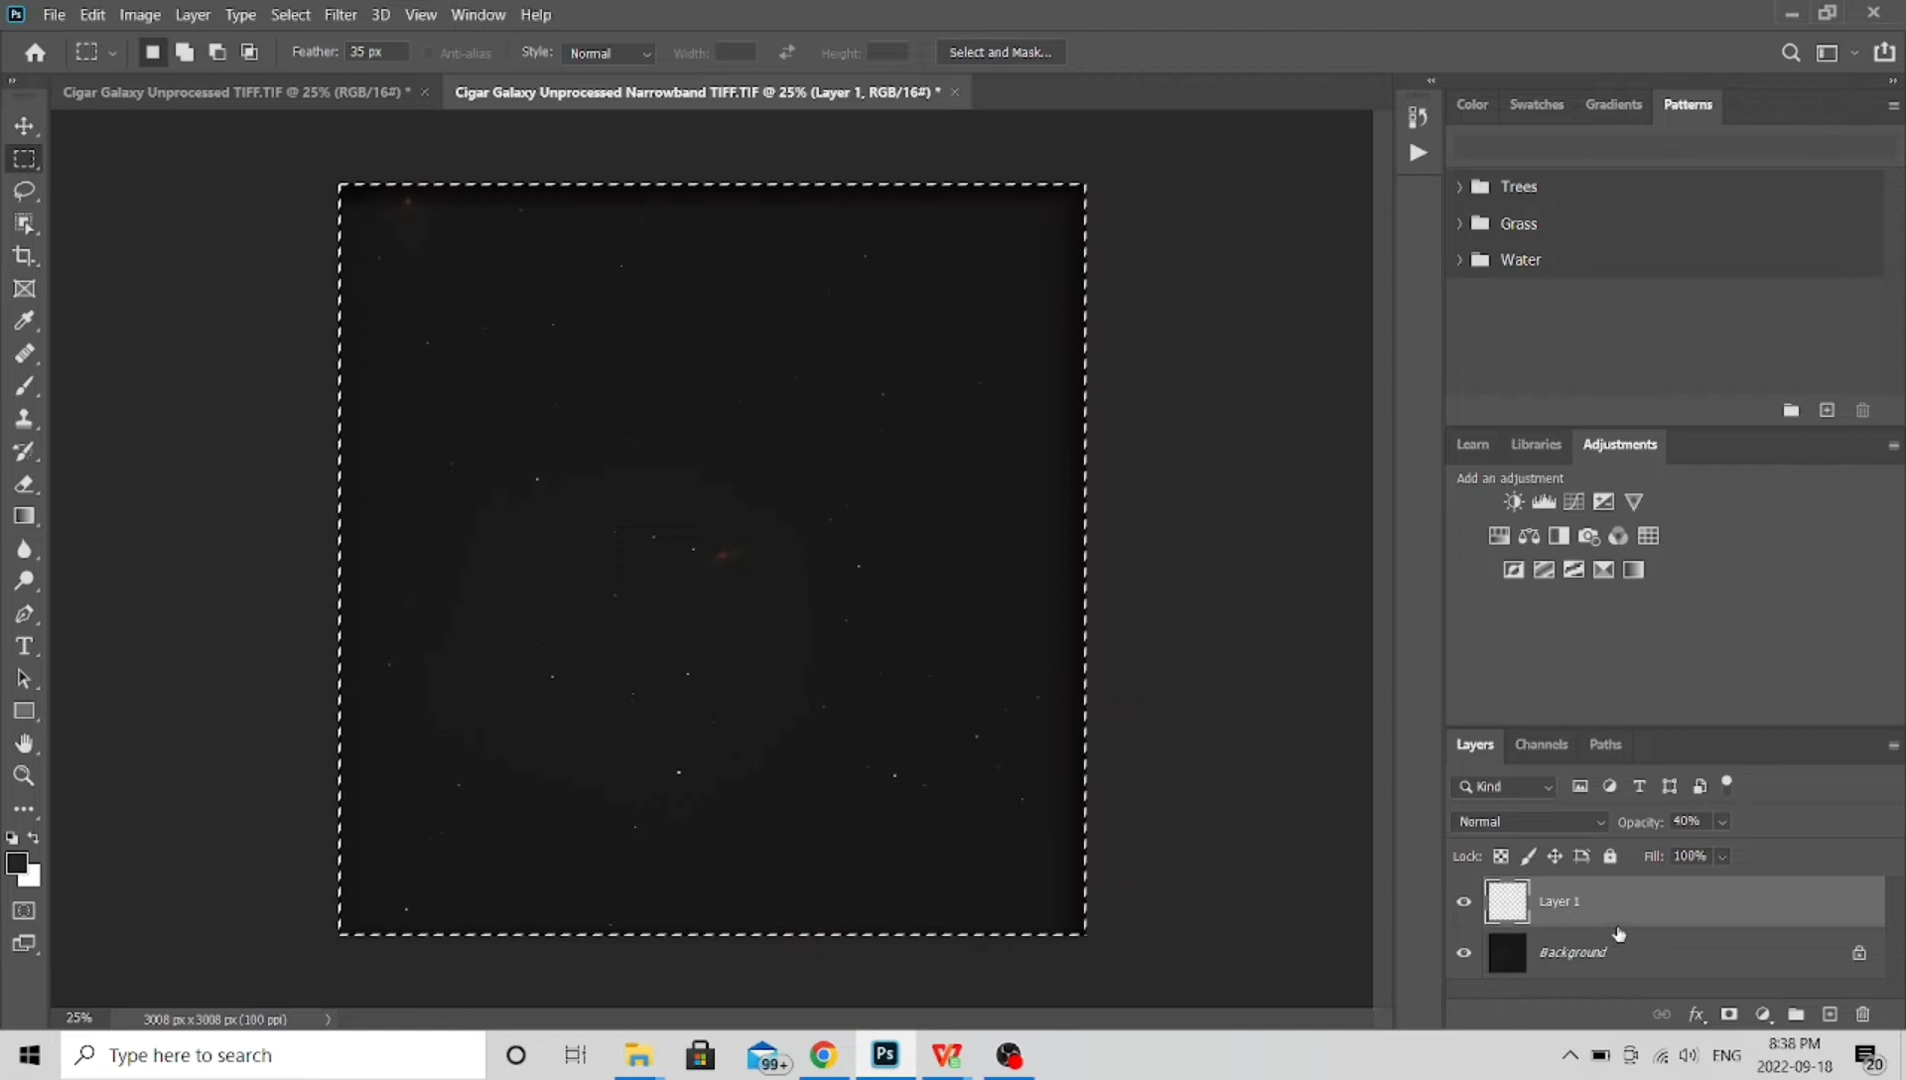 Ps File Edit Image Layer Type Select Filter 3D View Window Help
Feather: 35 px Anti-alias Style: Normal Width: Height: Select and Mask...
Cigar Galaxy Unprocessed TIFF.TIF @ 25% (RGB/16#) * Cigar Galaxy Unprocessed Narrowband TIFF.TIF @ 25% (Layer 1, RGB/16#) *
Color Swatches Gradients Patterns
Trees
Grass
Water
Learn Libraries Adjustments
Add an adjustment
Layers Channels Paths
Kind
Normal Opacity: 40%
Lock: Fill: 100%
Layer 1
Background
25% 3008 px x 3008 px (100 ppi)
Type here to search
99+
Ps
ENG
8:38 PM
2022-09-18
20